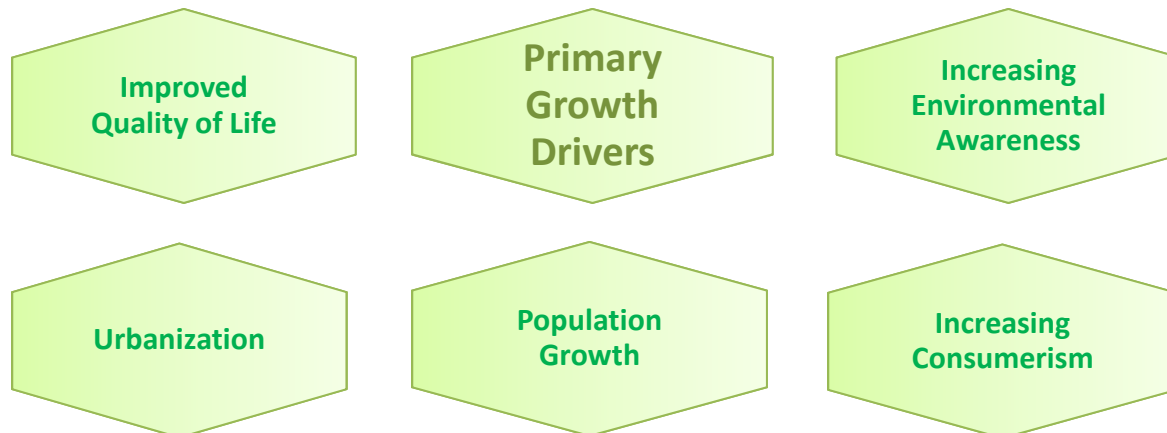 Improved
Quality of Life
Primary
Growth
Drivers
Increasing
Environmental
Awareness
Urbanization
Population
Growth
Increasing
Consumerism